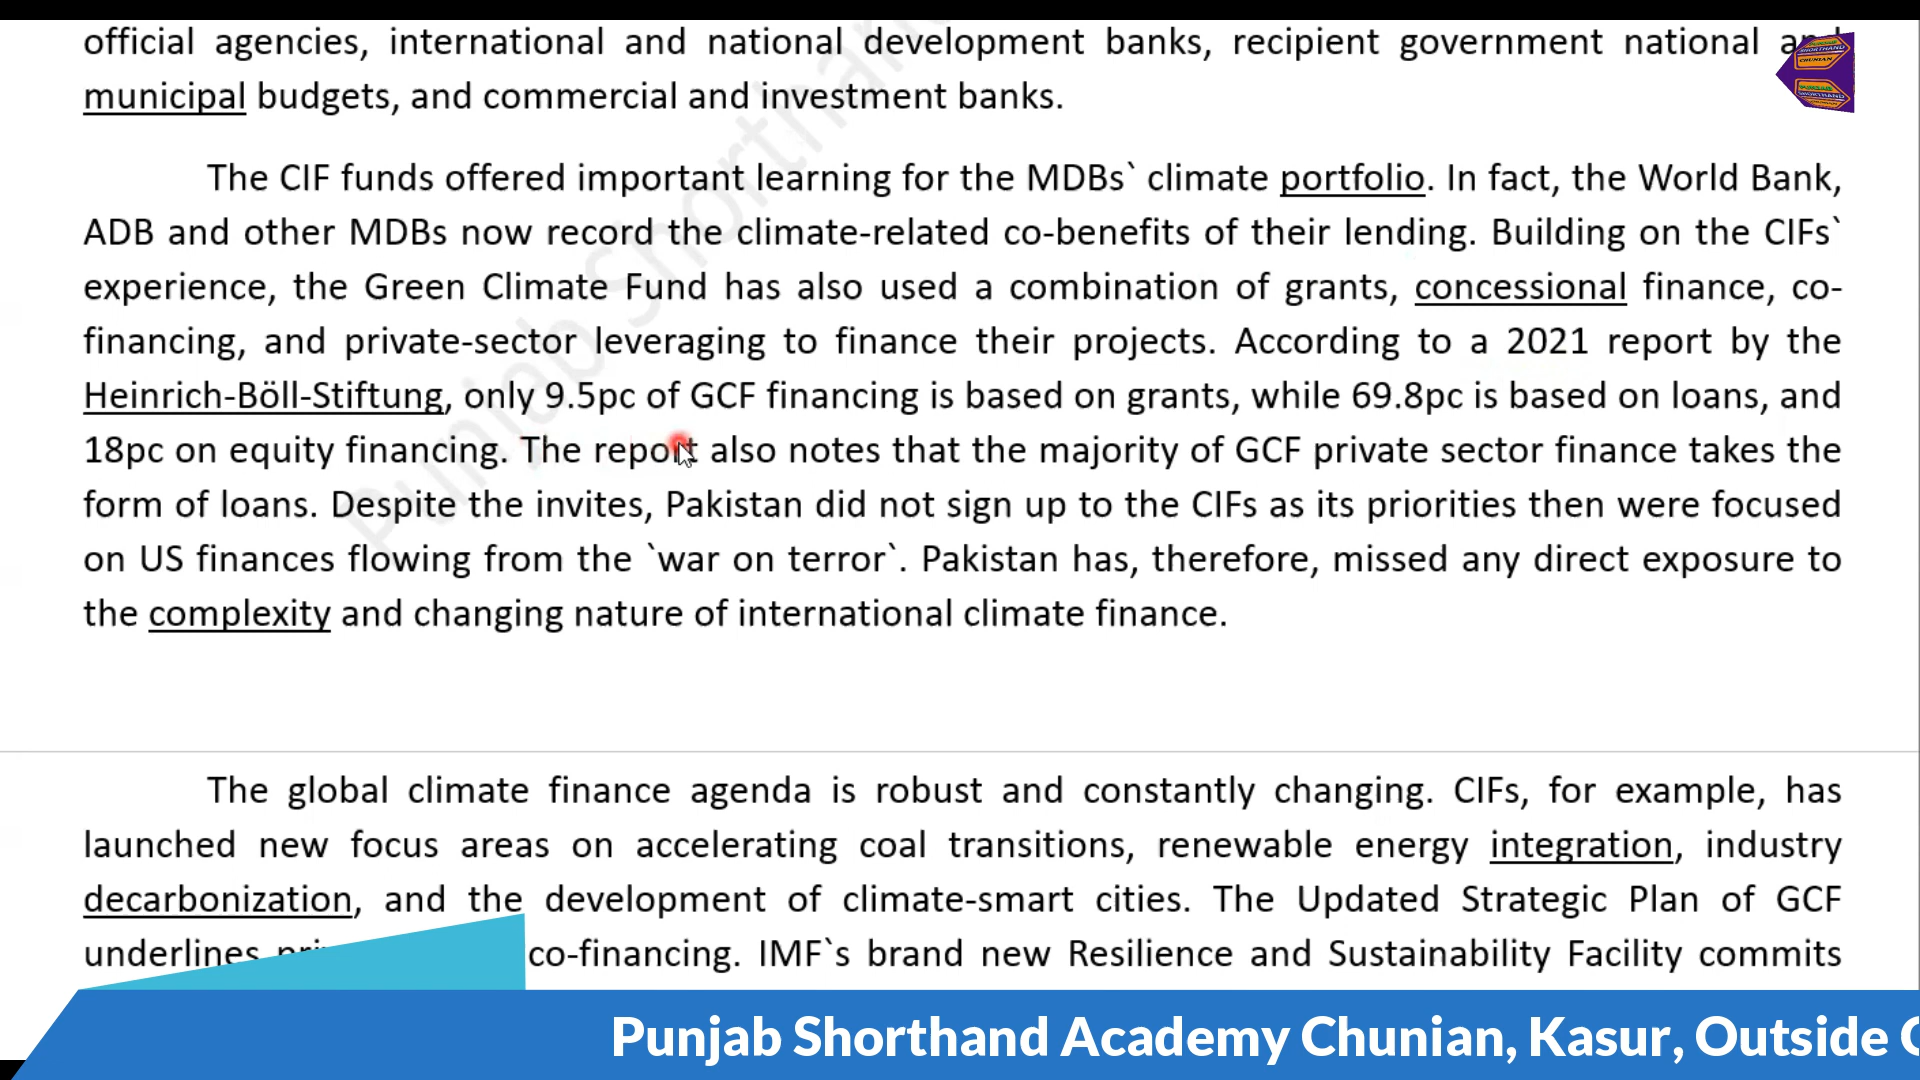 official agencies, international and national development banks, recipient government national and
municipal budgets, and commercial and investment banks.
The CIF funds offered important learning for the MDBs` climate portfolio. In fact, the World Bank,
ADB and other MDBs now record the climate-related co-benefits of their lending. Building on the CIFs`
experience, the Green Climate Fund has also used a combination of grants, concessional finance, co-
financing, and private-sector leveraging to finance their projects. According to a 2021 report by the
Heinrich-Böll-Stiftung, only 9.5pc of GCF financing is based on grants, while 69.8pc is based on loans, and
18pc on equity financing. The report also notes that the majority of GCF private sector finance takes the
form of loans. Despite the invites, Pakistan did not sign up to the CIFs as its priorities then were focused
on US finances flowing from the `war on terror`. Pakistan has, therefore, missed any direct exposure to
the complexity and changing nature of international climate finance.
The global climate finance agenda is robust and constantly changing. CIFs, for example, has
launched new focus areas on accelerating coal transitions, renewable energy integration, industry
decarbonization, and the development of climate-smart cities. The Updated Strategic Plan of GCF
underlines co-financing. IMF`s brand new Resilience and Sustainability Facility commits
Punjab Shorthand Academy Chunian, Kasur, Outside
Punjab Shorthand
SHORTHAND
CHUNIAN